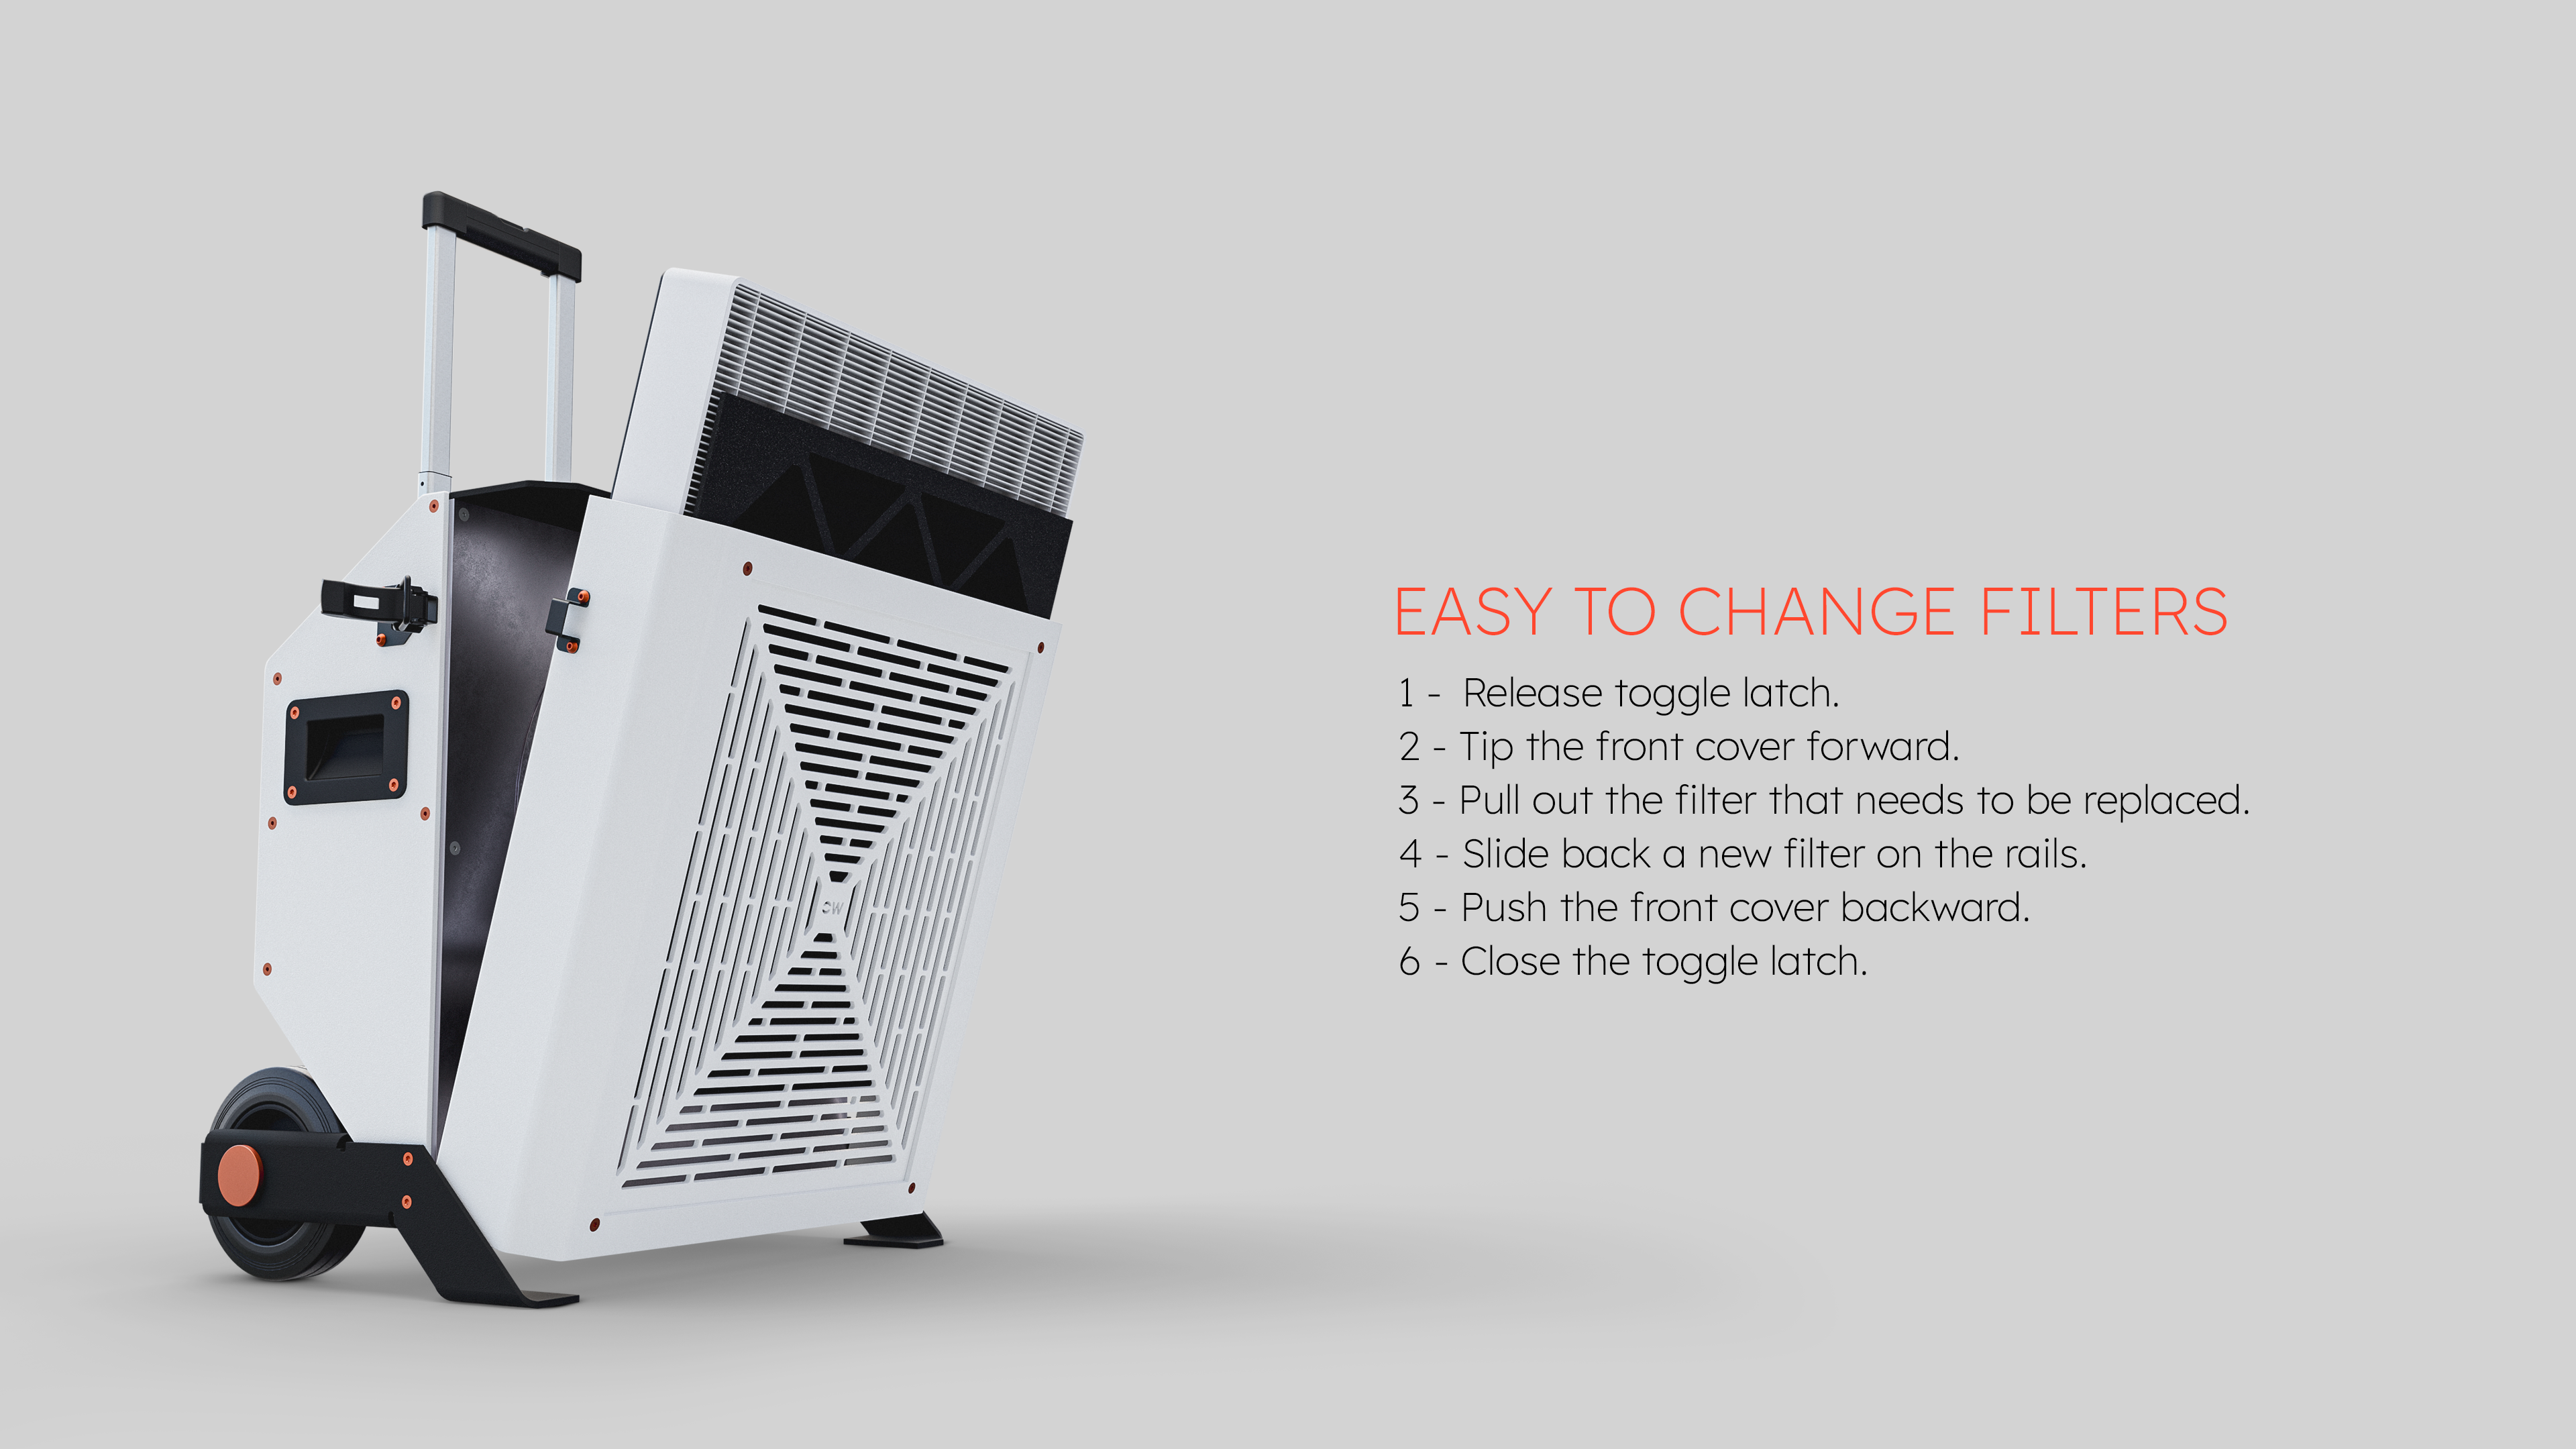 EASY TO CHANGE FILTERS
1 - Release toggle latch.
2 - Tip the front cover forward.
3 - Pull out the filter that needs to be replaced.
4 - Slide back a new filter on the rails.
5 - Push the front cover backward.
6 - Close the toggle latch.